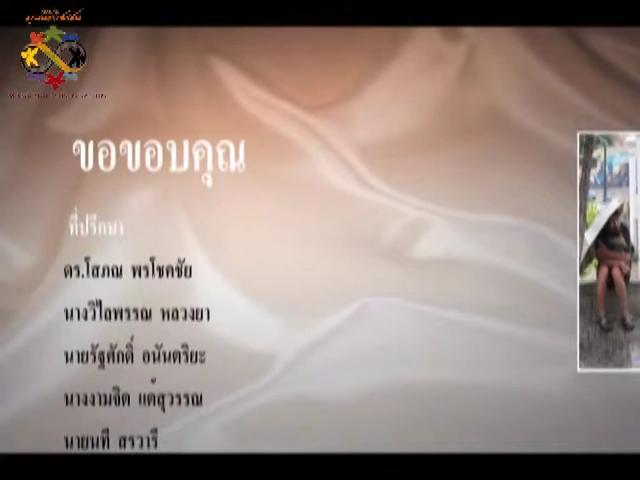 ขอขอบคุณ
ที่ปรึกษา
ดร.โสภณ พรโชคชัย
นางวิไลพรรณ หลวงยา
นายรัฐศักดิ์ อนันตริยะ
นางงามจิต แต้สุวรรณ
นายนที สรวารี